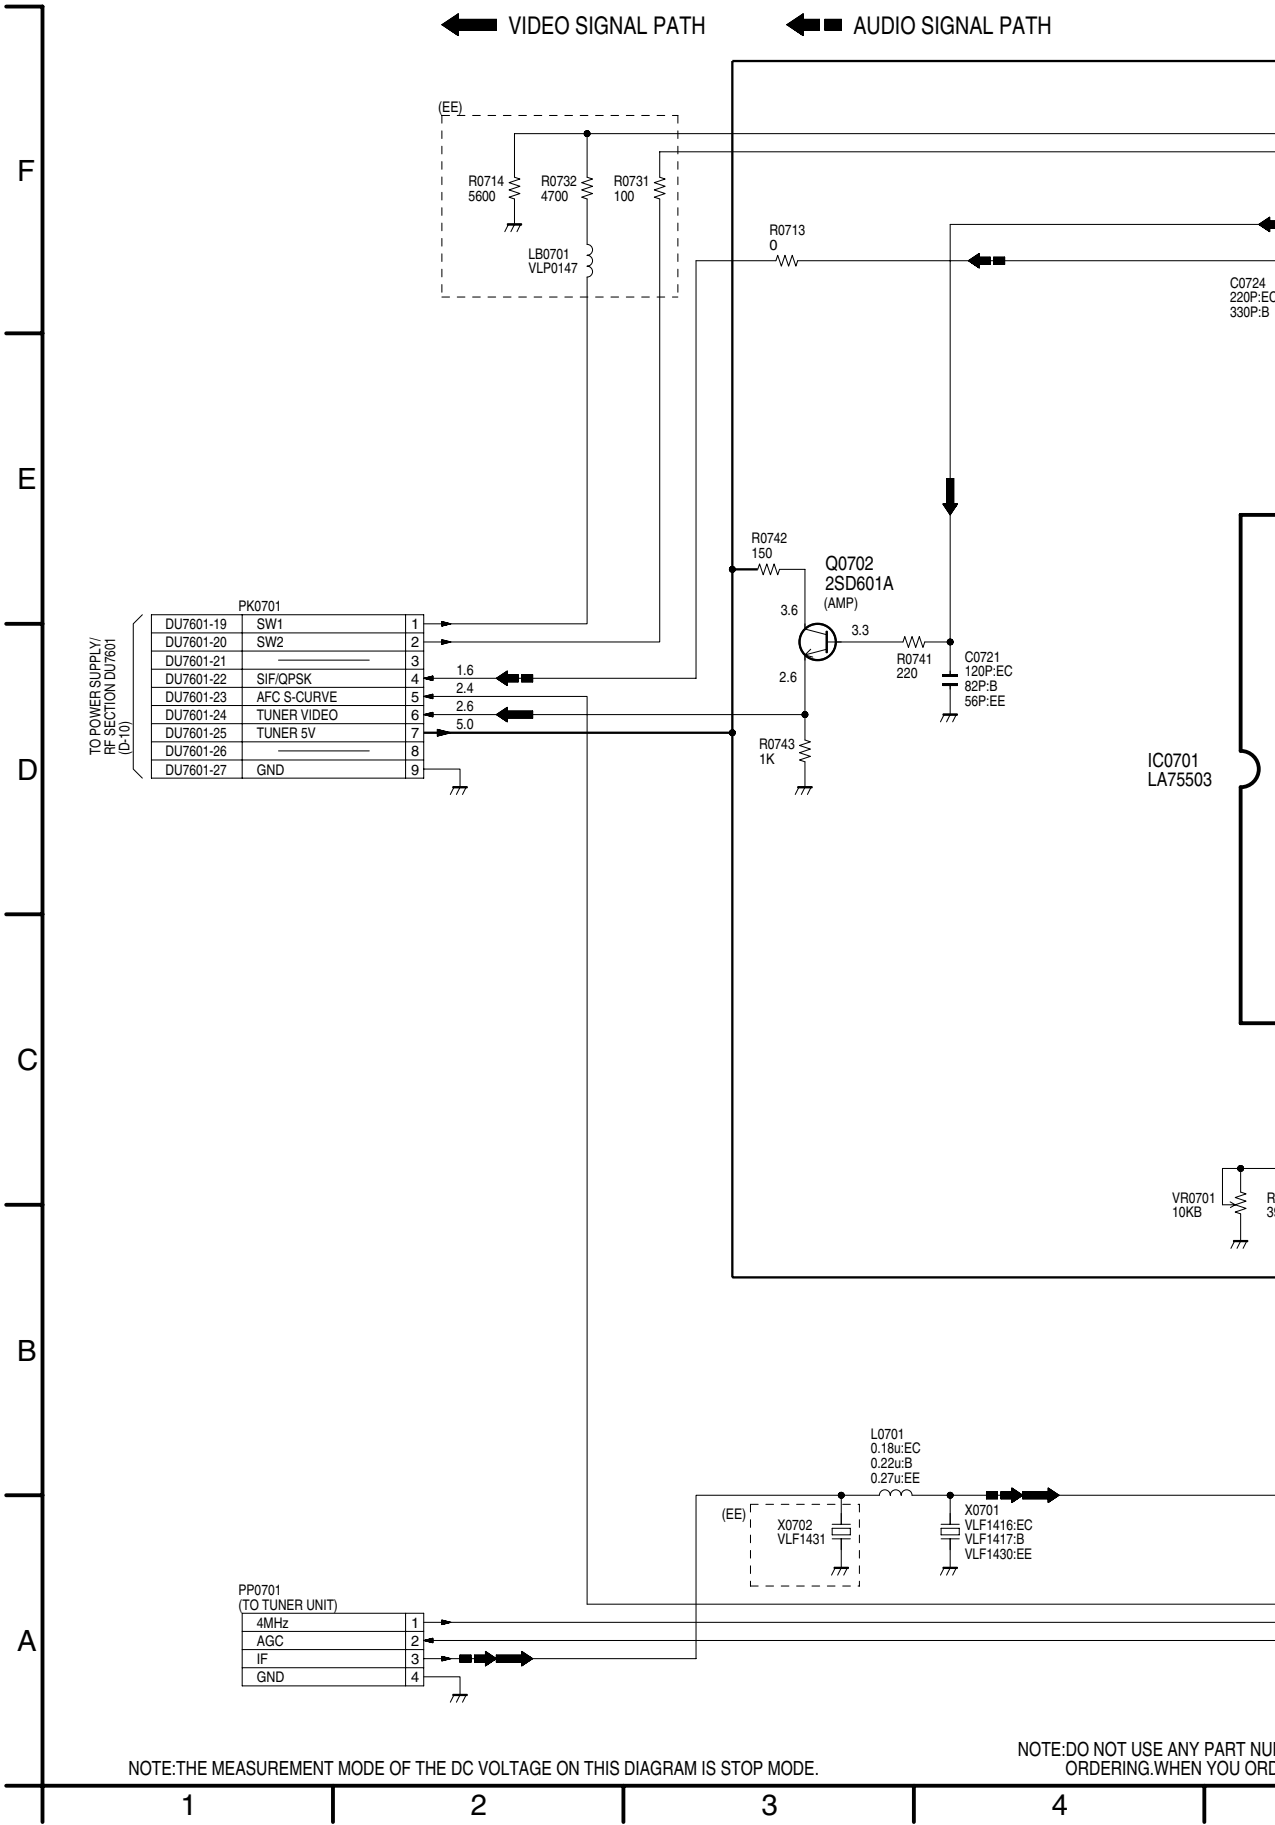 VIDEO SIGNAL PATH
AUDIO SIGNAL PATH
(EE)
F
R0714
5600
R0732
4700
R0731
100
LB0701
VLP0147
R0713
0
C0724
220P:EC
330P:B
E
R0742
150
Q0702
2SD601A
(AMP)
3.6
3.3
2.6
R0741
220
C0721
120P:EC
82P:B
56P:EE
R0743
1K
PK0701
TO POWER SUPPLY/
RF SECTION DU7601
(D-10)
DU7601-19 SW1 1
DU7601-20 SW2 2
DU7601-21 3
DU7601-22 SIF/QPSK 4 1.6
DU7601-23 AFC S-CURVE 5 2.4
DU7601-24 TUNER VIDEO 6 2.6
DU7601-25 TUNER 5V 7 5.0
DU7601-26 8
DU7601-27 GND 9
D
IC0701
LA75503
C
VR0701
10KB
R
B
L0701
0.18u:EC
0.22u:B
0.27u:EE
(EE)
X0702
VLF1431
X0701
VLF1416:EC
VLF1417:B
VLF1430:EE
PP0701
(TO TUNER UNIT)
4MHz 1
AGC 2
IF 3
GND 4
A
NOTE:THE MEASUREMENT MODE OF THE DC VOLTAGE ON THIS DIAGRAM IS STOP MODE.
NOTE:DO NOT USE ANY PART
ORDERING.WHEN YOU
1 2 3 4